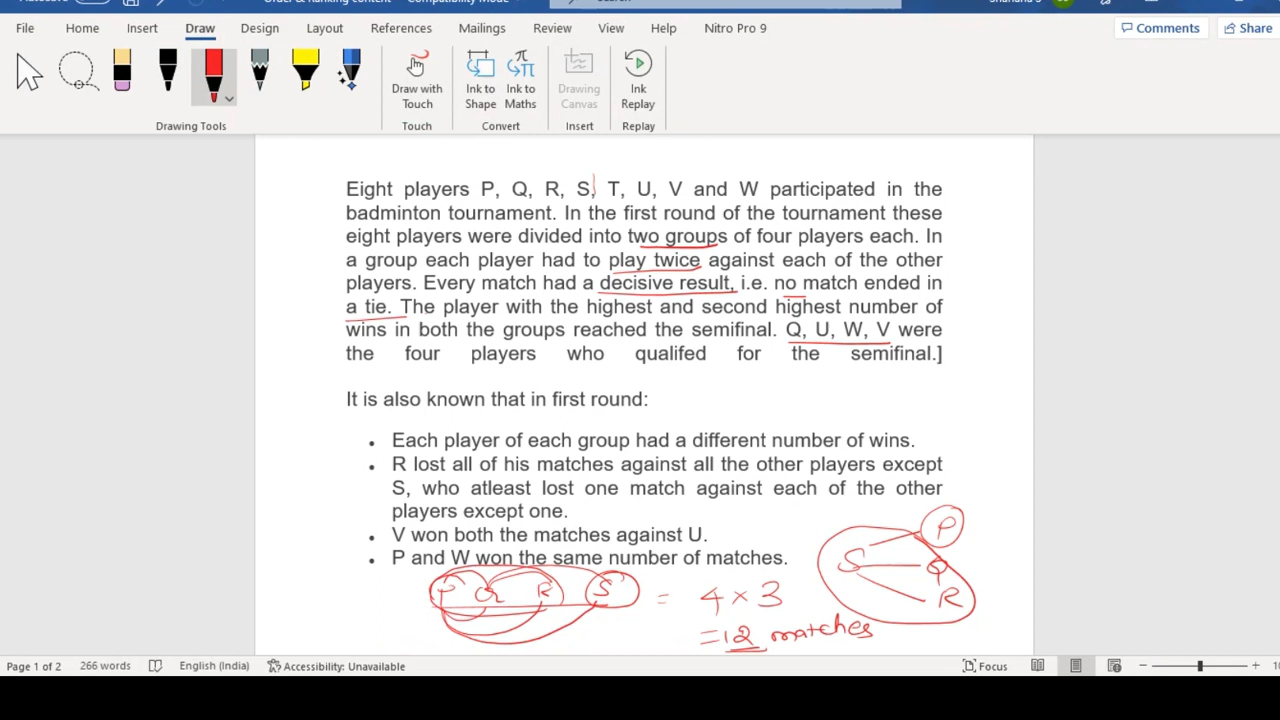 File Home Insert Draw Design Layout References Mailings Review View Help Nitro Pro 9 Comments Share
Draw with Touch
Ink to Shape
Ink to Maths
Drawing Canvas
Ink Replay
Drawing Tools Touch Convert Insert Replay
Eight players P, Q, R, S, T, U, V and W participated in the
badminton tournament. In the first round of the tournament these
eight players were divided into two groups of four players each. In
a group each player had to play twice against each of the other
players. Every match had a decisive result, i.e. no match ended in
a tie. The player with the highest and second highest number of
wins in both the groups reached the semifinal. Q, U, W, V were
the four players who qualifed for the semifinal.]
It is also known that in first round:
• Each player of each group had a different number of wins.
• R lost all of his matches against all the other players except
S, who atleast lost one match against each of the other
players except one.
• V won both the matches against U.
• P and W won the same number of matches.
P Q R S = 4 × 3
= 12 matches
S P
Q
R
Page 1 of 2 266 words English (India) Accessibility: Unavailable Focus